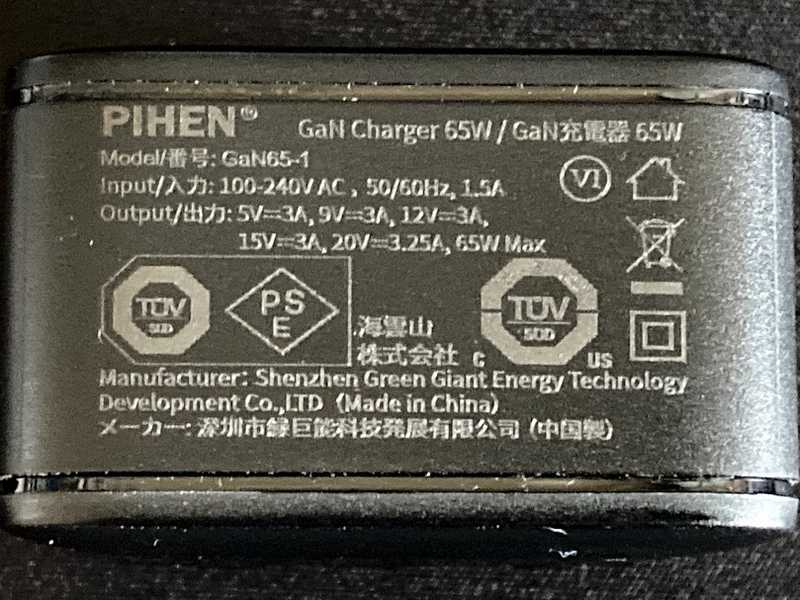 PIHEN®
GaN Charger 65W / GaN充電器 65W
Model/番号: GaN65-1
Input/入力: 100-240V AC , 50/60Hz, 1.5A
VI
Output/出力: 5V⎓3A, 9V⎓3A, 12V⎓3A,
15V⎓3A, 20V⎓3.25A, 65W Max
TÜV
SÜD
PS
E
海雲山
株式会社
TÜV
SÜD
C US
Manufacturer: Shenzhen Green Giant Energy Technology
Development Co.,LTD (Made in China)
メーカー: 深圳市緑巨能科技発展有限公司 (中国製)